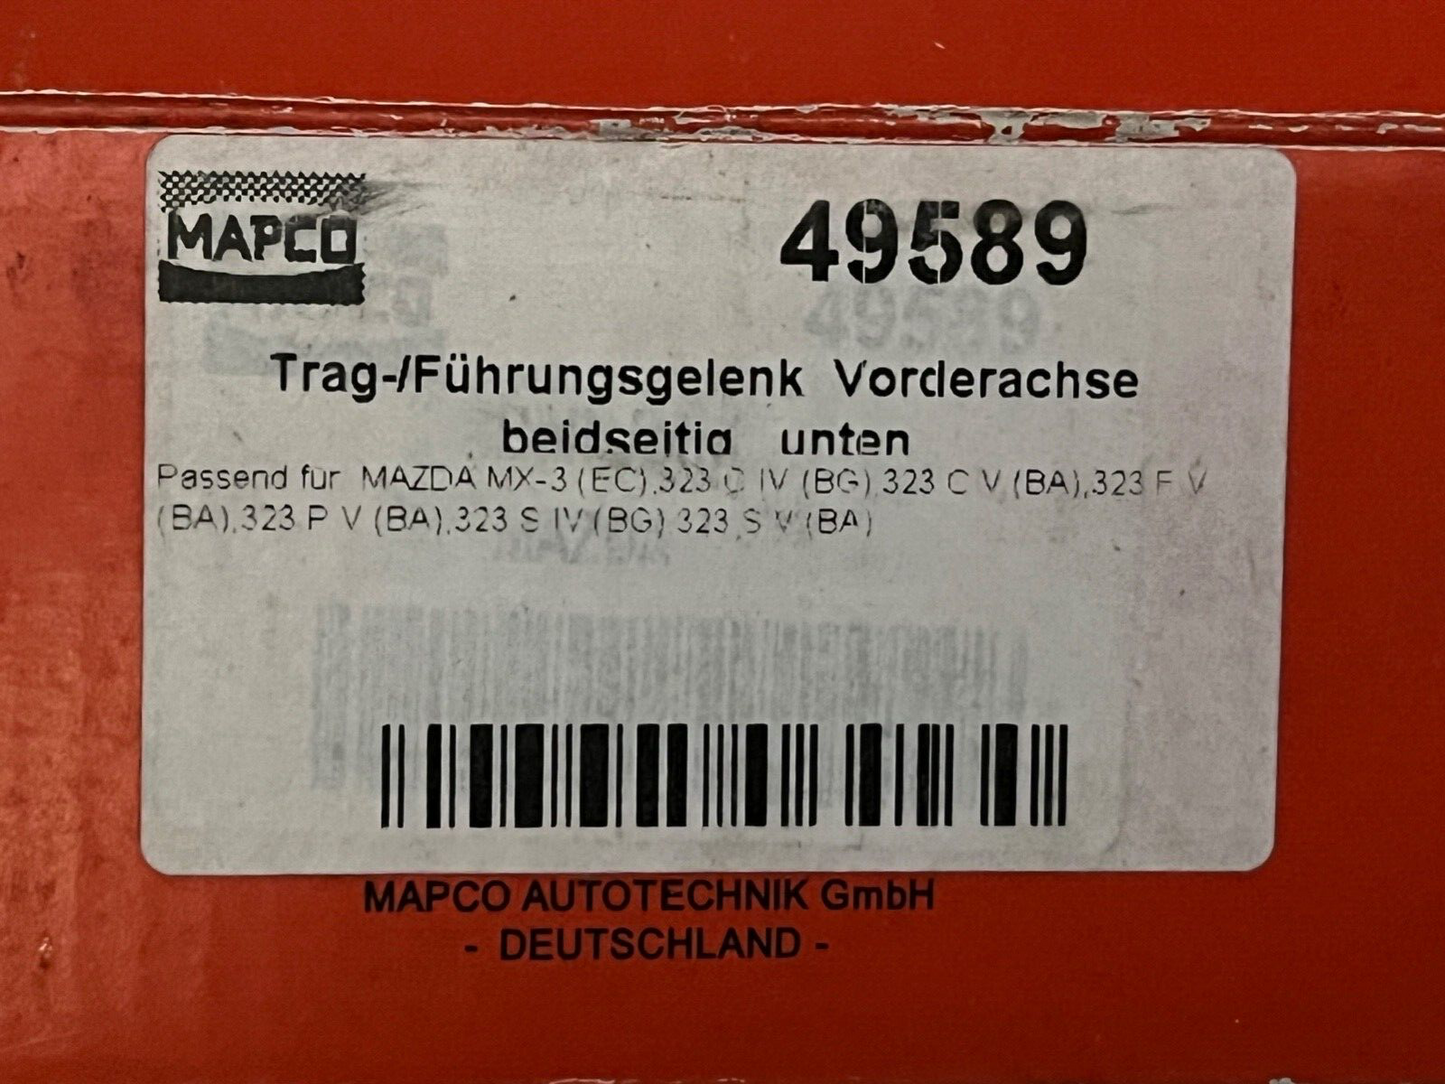 MAPCO
49589
Trag-/Führungsgelenk Vorderachse
beidseitig unten
Passend für MAZDA MX-3 (EC),323 C IV (BG),323 C V (BA),323 F V
(BA),323 P V (BA),323 S IV (BG),323 S V (BA)
MAPCO AUTOTECHNIK GmbH
- DEUTSCHLAND -